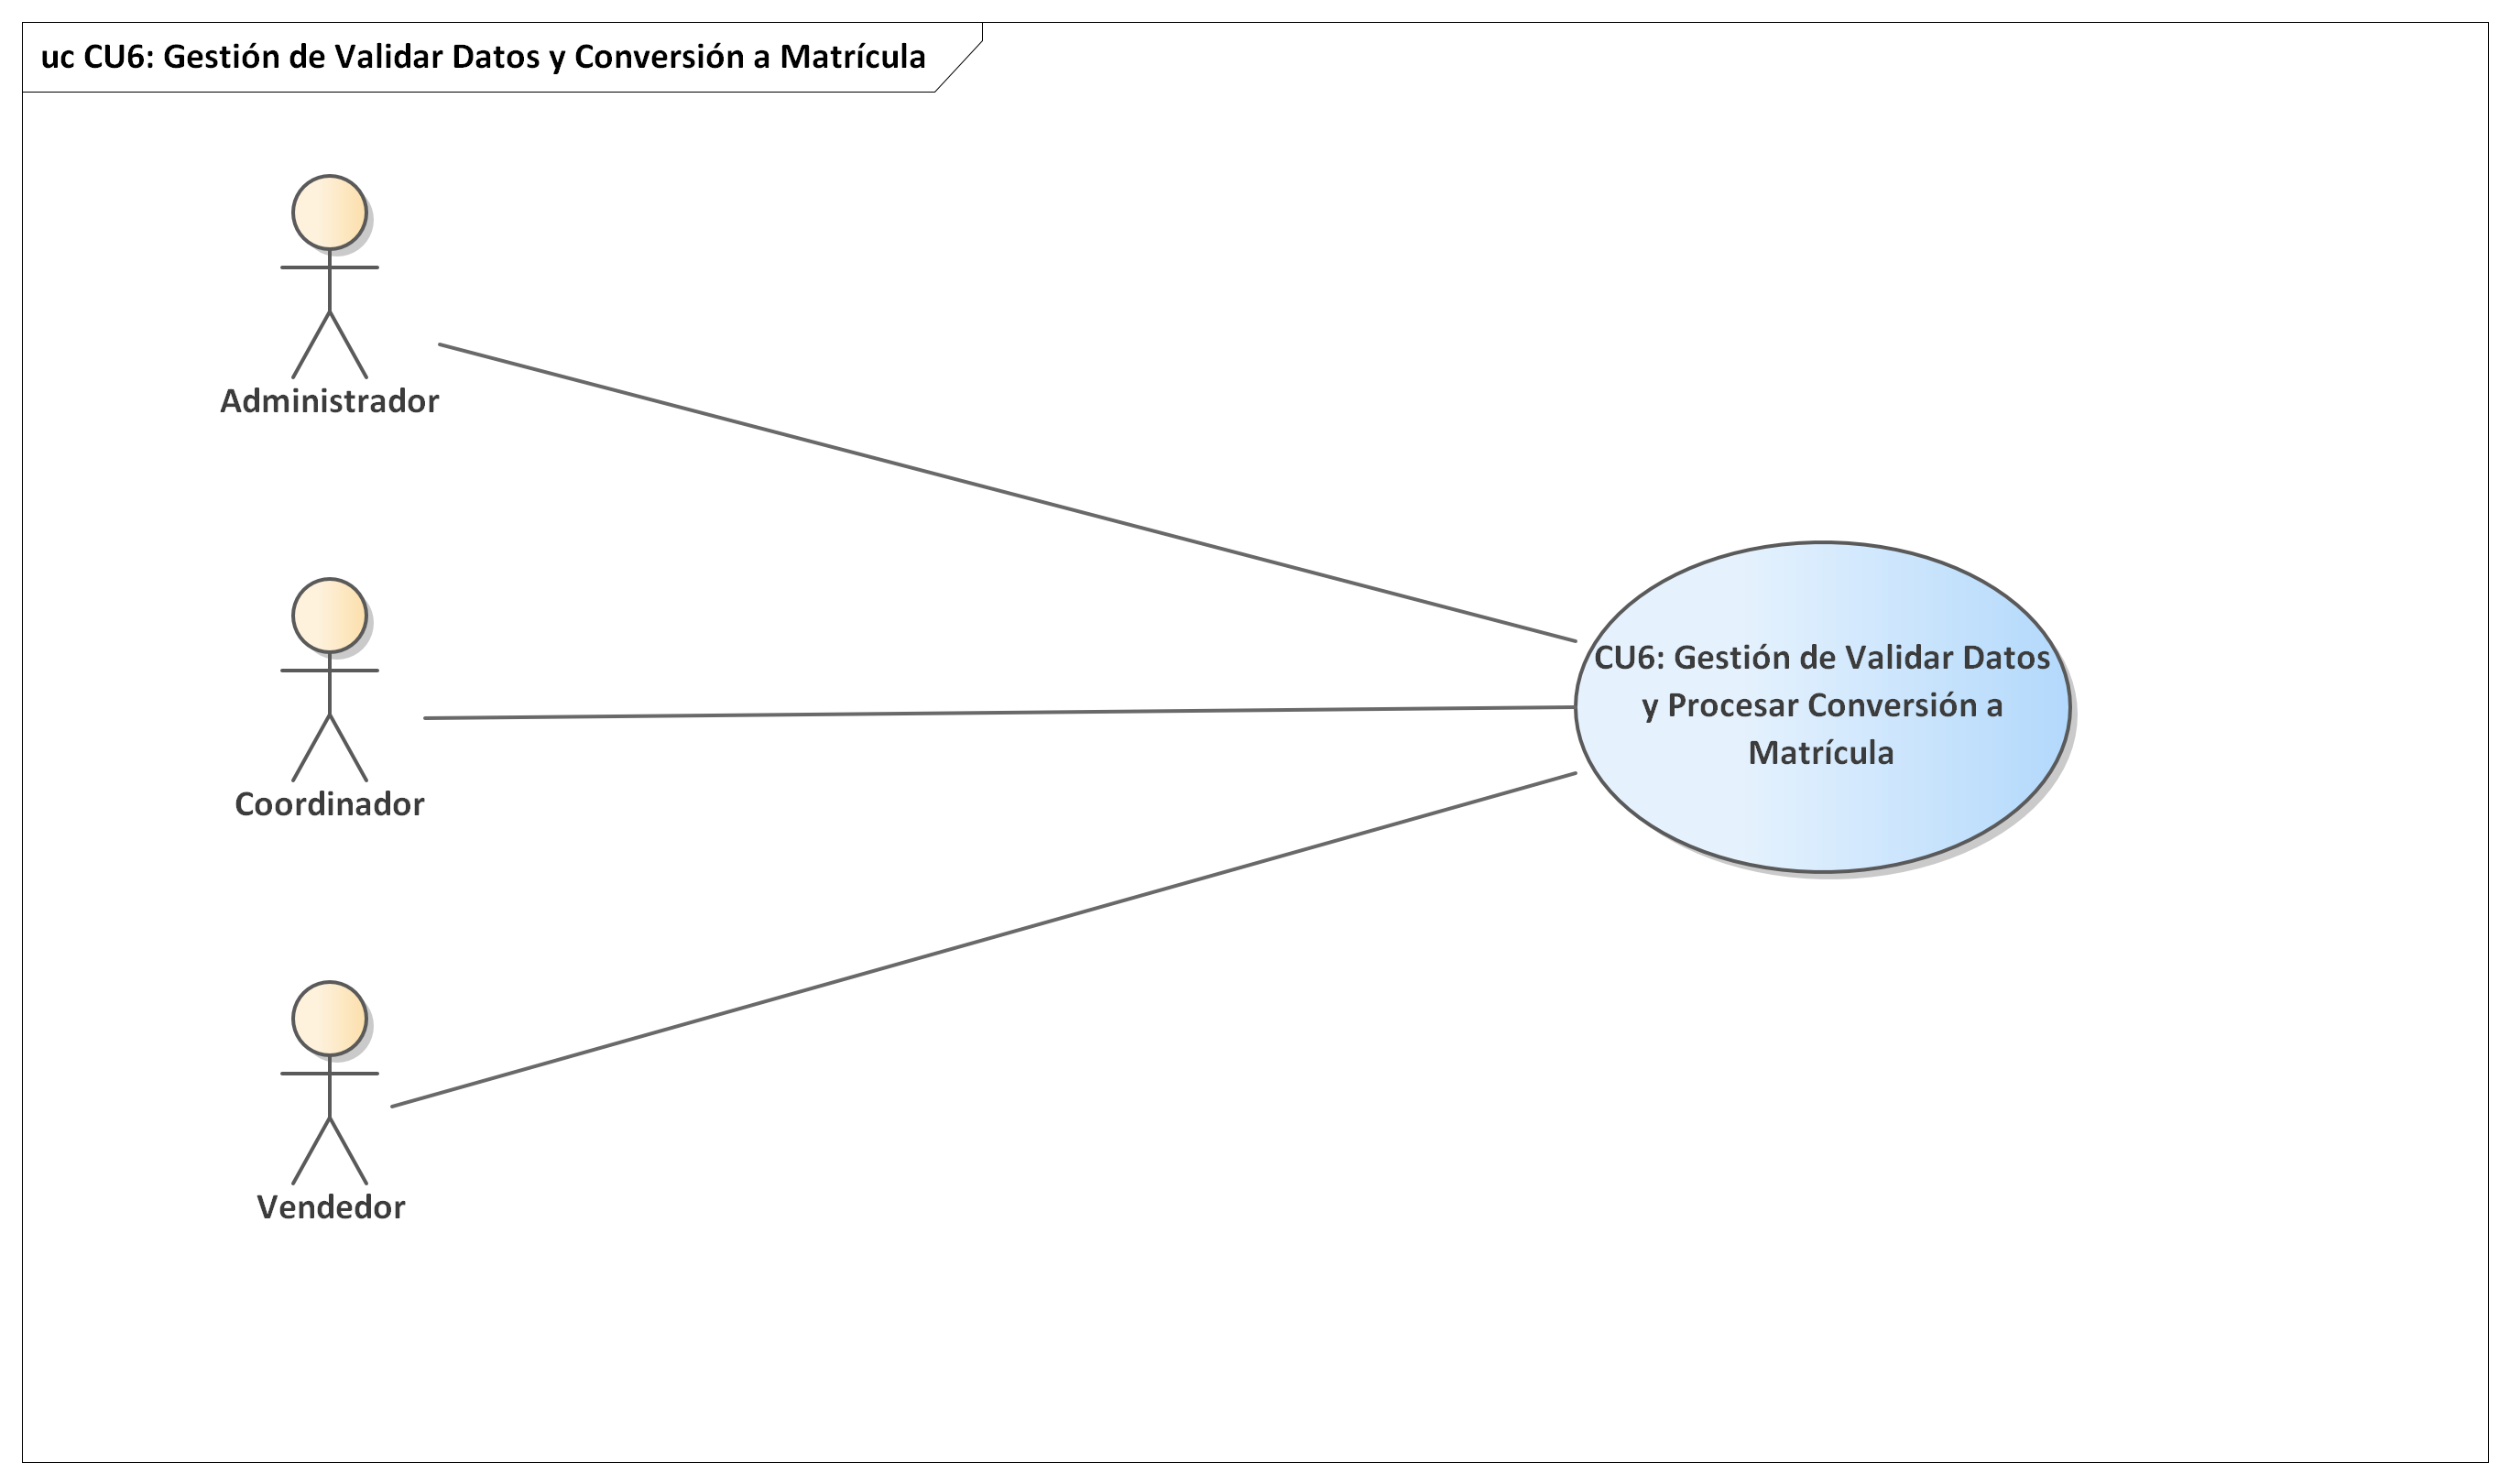 uc CU6: Gestión de Validar Datos y Conversión a Matrícula
Administrador
Coordinador
CU6: Gestión de Validar Datos
y Procesar Conversión a
Matrícula
Vendedor